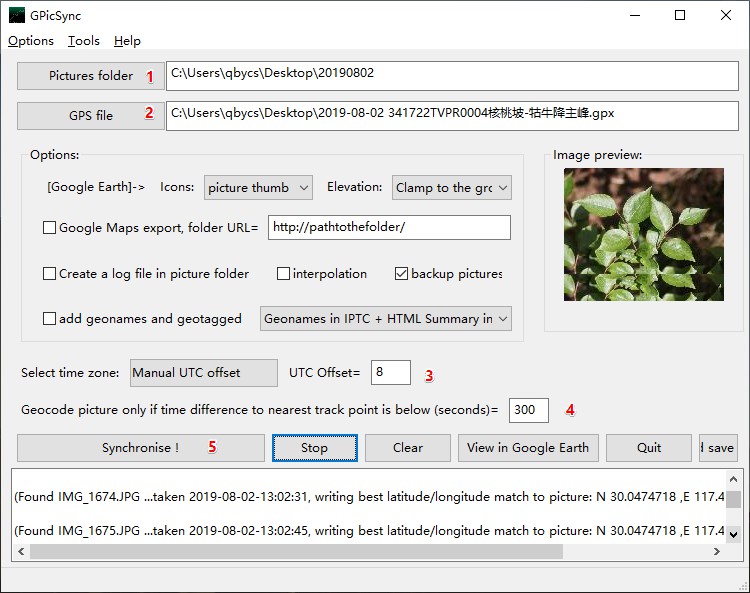 GPicSync
Options Tools Help
Pictures folder 1 C:\Users\qbycs\Desktop\20190802
GPS file 2 C:\Users\qbycs\Desktop\2019-08-02 341722TVPR0004核桃坡-牯牛降主峰.gpx
Options: Image preview:
[Google Earth]-> Icons: picture thumb Elevation: Clamp to the gro
Google Maps export, folder URL= http://pathtothefolder/
Create a log file in picture folder interpolation backup pictures
add geonames and geotagged Geonames in IPTC + HTML Summary in
Select time zone: Manual UTC offset UTC Offset= 8 3
Geocode picture only if time difference to nearest track point is below (seconds)= 300 4
Synchronise ! 5 Stop Clear View in Google Earth Quit d save
(Found IMG_1674.JPG ...taken 2019-08-02-13:02:31, writing best latitude/longitude match to picture: N 30.0474718 ,E 117.4
(Found IMG_1675.JPG ...taken 2019-08-02-13:02:45, writing best latitude/longitude match to picture: N 30.0474718 ,E 117.4